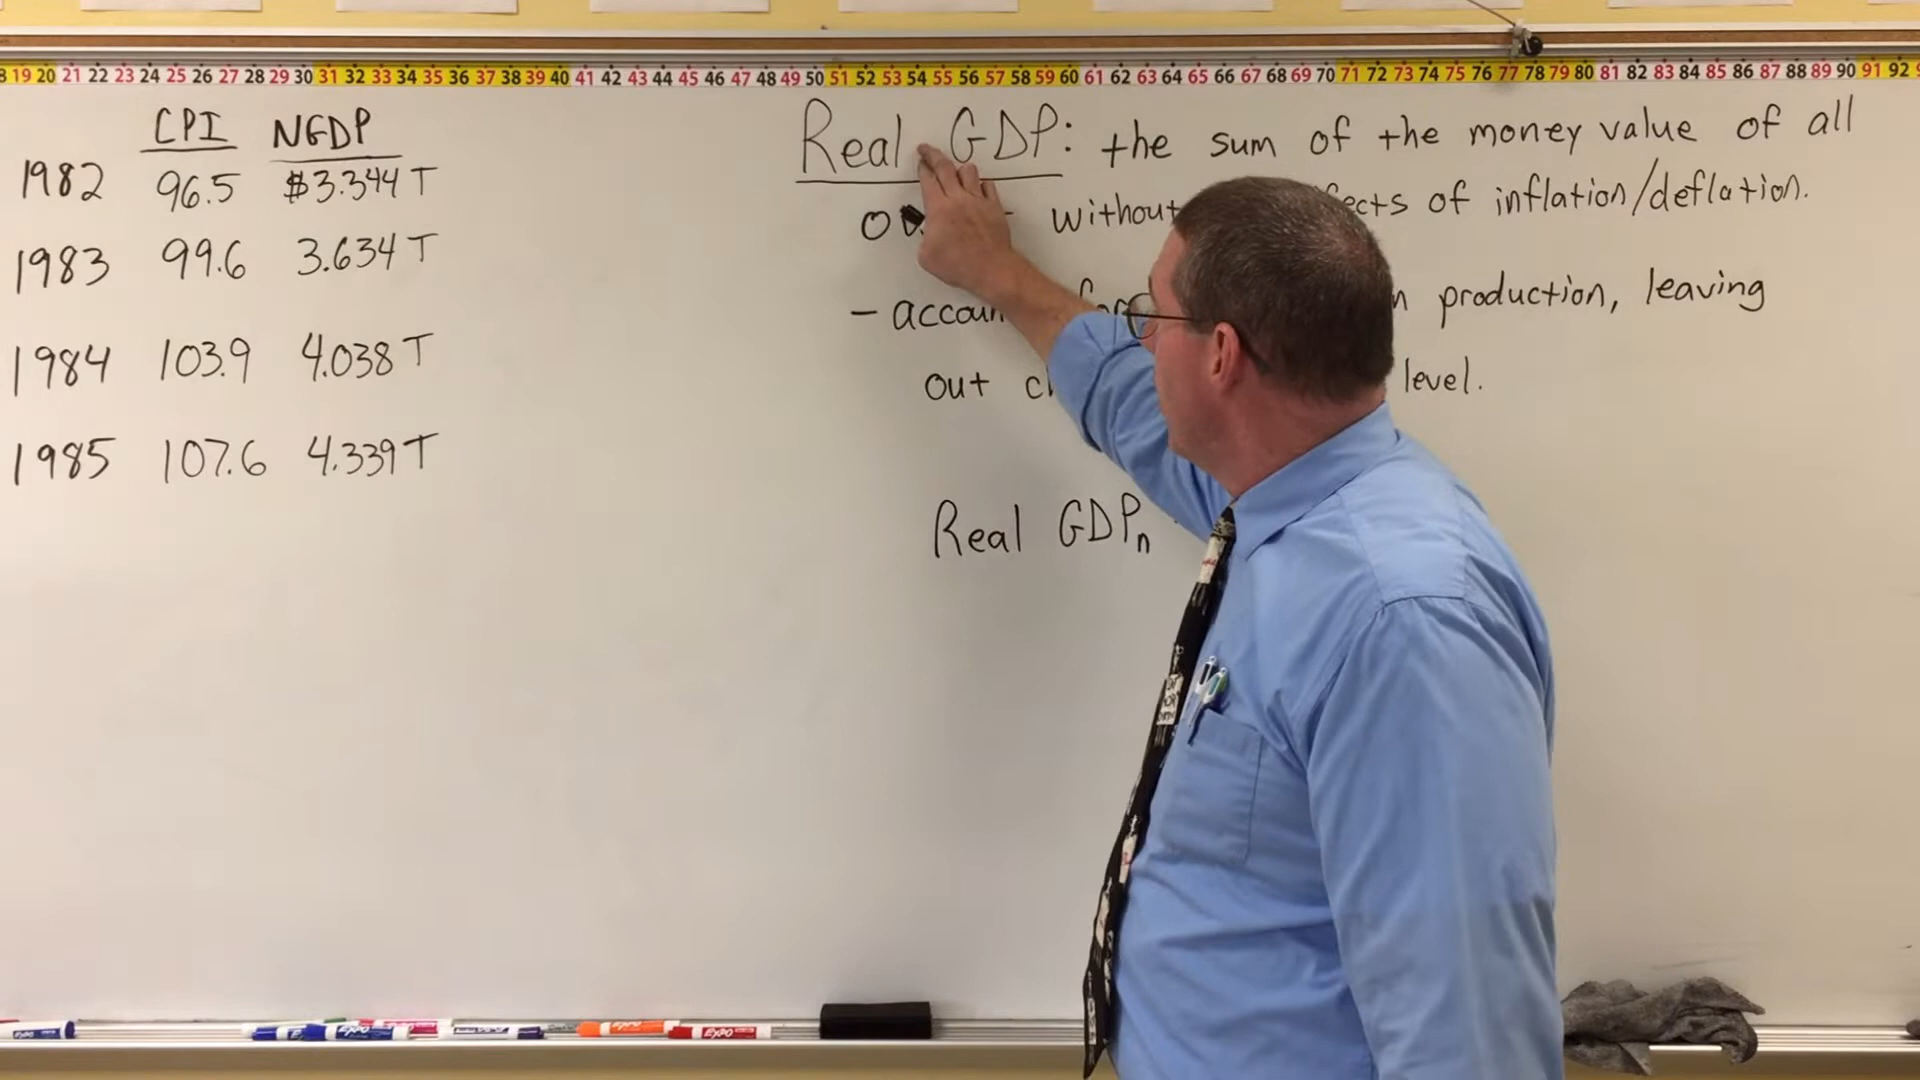 8 19 20 21 22 23 24 25 26 27 28 29 30 31 32 33 34 35 36 37 38 39 40 41 42 43 44 45 46 47 48 49 50 51 52 53 54 55 56 57 58 59 60 61 62 63 64 65 66 67 68 69 70 71 72 73 74 75 76 77 78 79 80 81 82 83 84 85 86 87 88 89 90 91 92 9
CPI NGDP
1982 96.5 $3.344 T
1983 99.6 3.634 T
1984 103.9 4.038 T
1985 107.6 4.339 T
Real GDP: the sum of the money value of all
without of inflation/deflation.
production, leaving
out level.
Real GDPn
EXPO
EXPO
EXPO